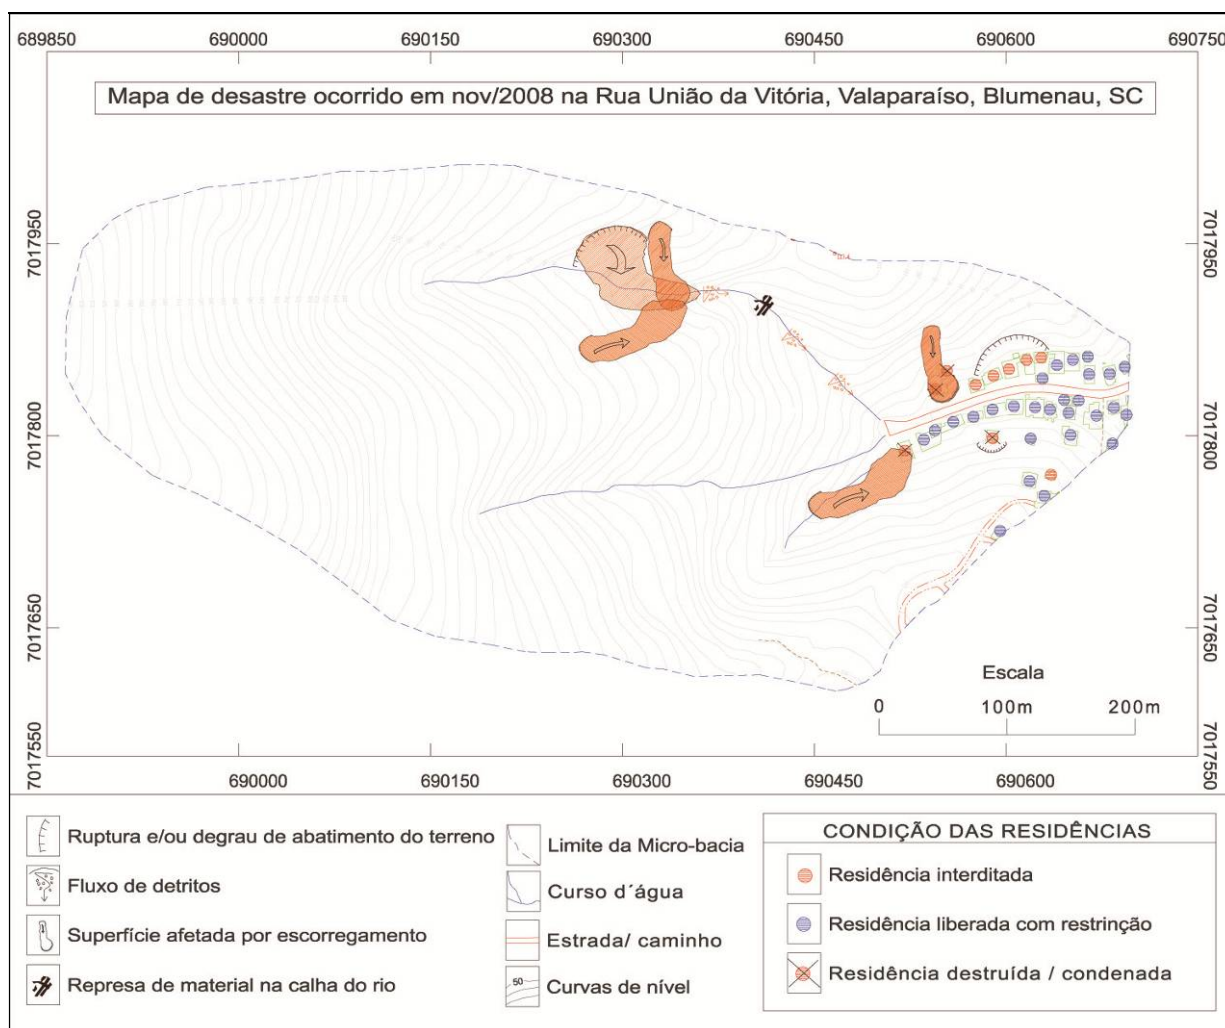 689850 690000 690150 690300 690450 690600 690750
Mapa de desastre ocorrido em nov/2008 na Rua União da Vitória, Valaparaíso, Blumenau, SC
7017950 7017950
7017800 7017800
7017650 7017650
7017550 7017550
Escala
0 100m 200m
690000 690150 690300 690450 690600
Ruptura e/ou degrau de abatimento do terreno
Fluxo de detritos
Superfície afetada por escorregamento
Represa de material na calha do rio
Limite da Micro-bacia
Curso d´água
Estrada/ caminho
50
Curvas de nível
CONDIÇÃO DAS RESIDÊNCIAS
Residência interditada
Residência liberada com restrinção
Residência destruída / condenada